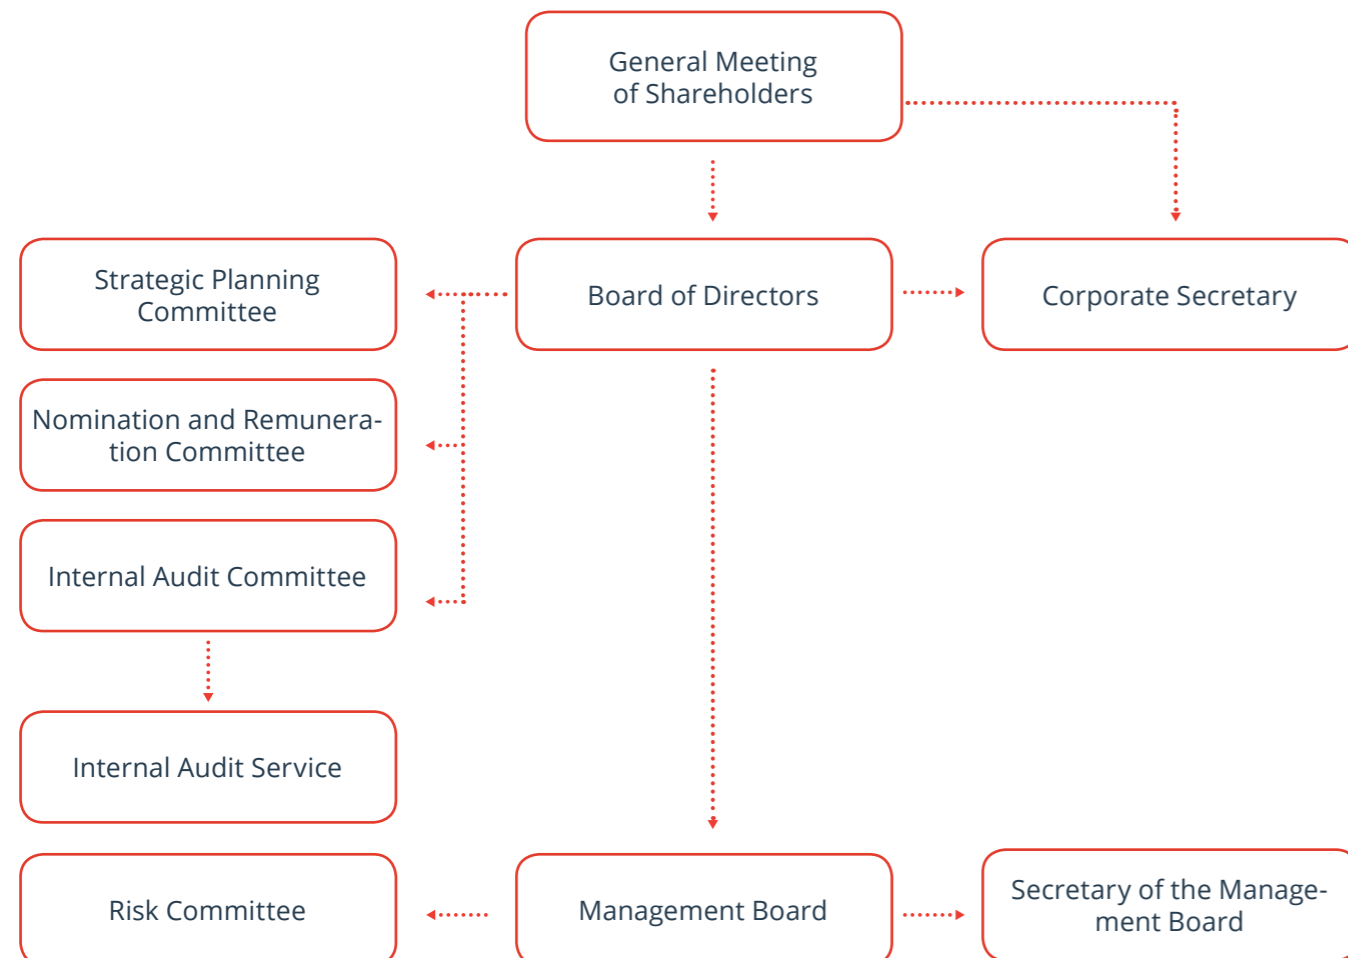 General Meeting
of Shareholders
Strategic Planning
Committee
Board of Directors
Corporate Secretary
Nomination and Remunera-
tion Committee
Internal Audit Committee
Internal Audit Service
Risk Committee
Management Board
Secretary of the Manage-
ment Board